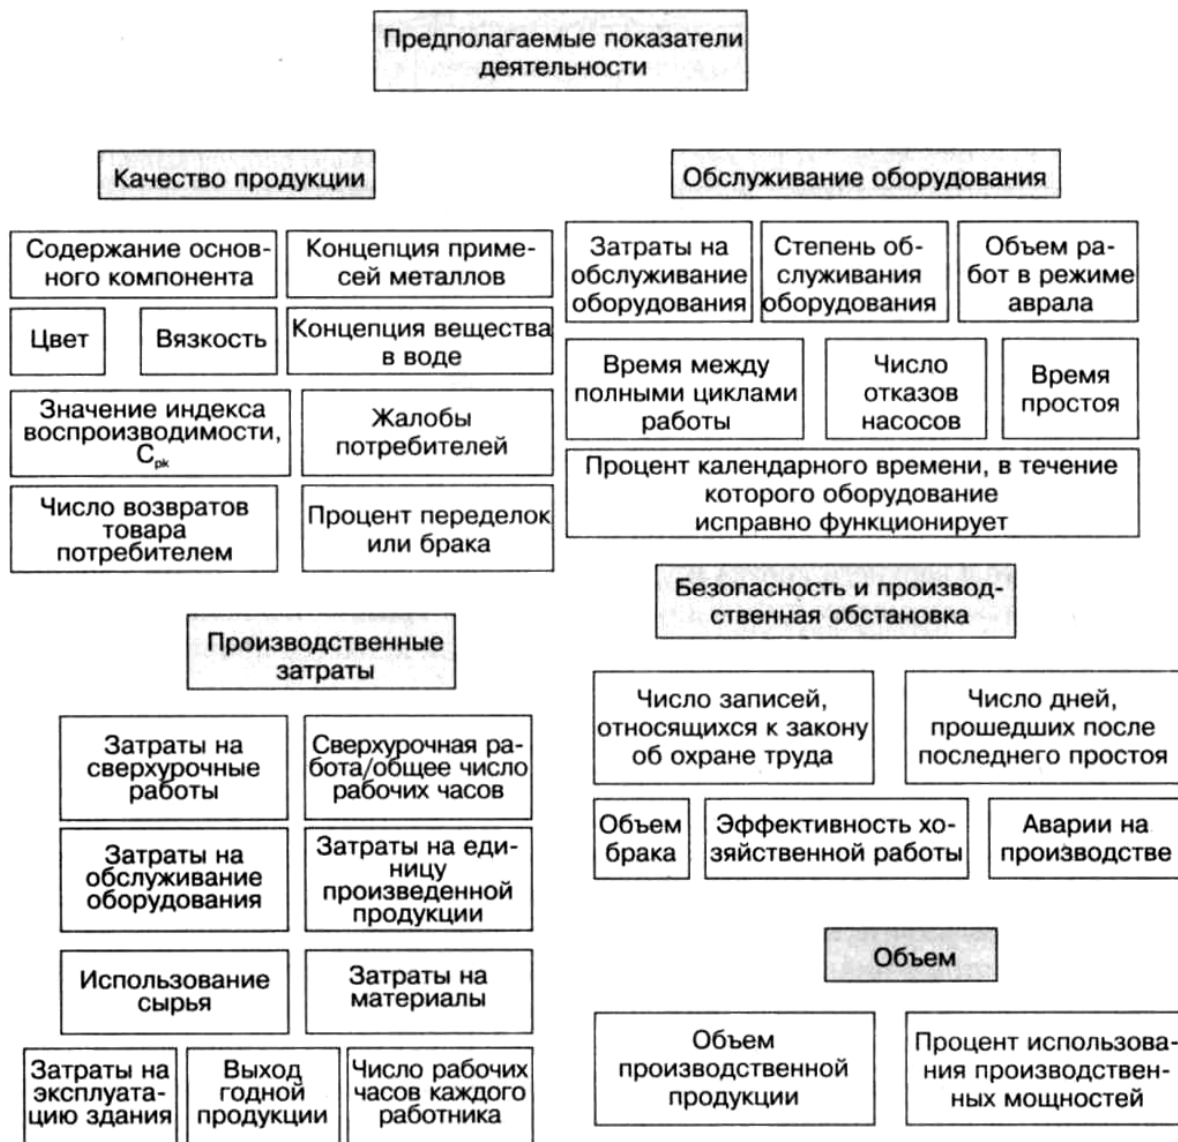 Предполагаемые показатели
деятельности
Качество продукции
Содержание основ-
ного компонента
Концепция приме-
сей металлов
Цвет
Вязкость
Концепция вещества
в воде
Значение индекса
воспроизводимости,
Cpk
Жалобы
потребителей
Число возвратов
товара
потребителем
Процент переделок
или брака
Обслуживание оборудования
Затраты на
обслуживание
оборудования
Степень об-
служивания
оборудования
Объем ра-
бот в режиме
аврала
Время между
полными циклами
работы
Число
отказов
насосов
Время
простоя
Процент календарного времени, в течение
которого оборудование
исправно функционирует
Производственные
затраты
Затраты на
сверхурочные
работы
Сверхурочная ра-
бота/общее число
рабочих часов
Затраты на
обслуживание
оборудования
Затраты на еди-
ницу
произведенной
продукции
Использование
сырья
Затраты на
материалы
Затраты на
эксплуата-
цию здания
Выход
годной
продукции
Число рабочих
часов каждого
работника
Безопасность и производ-
ственная обстановка
Число записей,
относящихся к закону
об охране труда
Число дней,
прошедших после
последнего простоя
Объем
брака
Эффективность хо-
зяйственной работы
Аварии на
производстве
Объем
Объем
производственной
продукции
Процент использова-
ния производствен-
ных мощностей